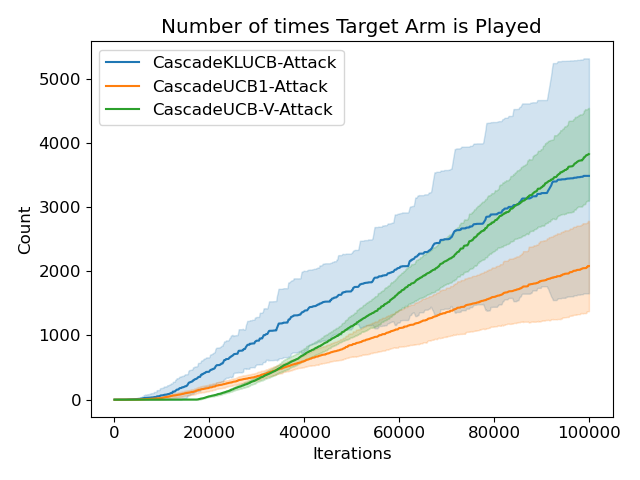 Number of times Target Arm is Played
CascadeKLUCB-Attack
CascadeUCB1-Attack
CascadeUCB-V-Attack
Count
5000
4000
3000
2000
1000
0
0 20000 40000 60000 80000 100000
Iterations